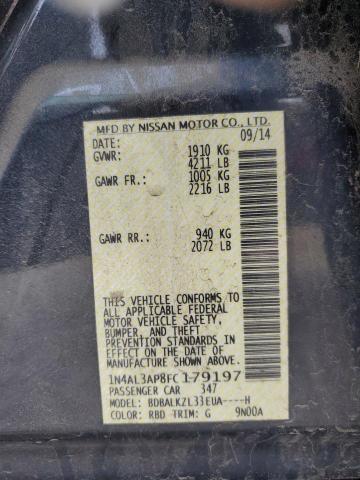 MFD BY NISSAN MOTOR CO., LTD.
DATE: 09/14
GVWR: 1910 KG
4211 LB
GAWR FR.: 1005 KG
2216 LB
GAWR RR.: 940 KG
2072 LB
THIS VEHICLE CONFORMS TO
ALL APPLICABLE FEDERAL
MOTOR VEHICLE SAFETY,
BUMPER, AND THEFT
PREVENTION STANDARDS IN
EFFECT ON THE DATE OF
MANUFACTURE SHOWN ABOVE.
1N4AL3AP8FC179197
PASSENGER CAR 347
MODEL: BDBALKZL33EUA----H
COLOR: RBD TRIM: G 9N00A